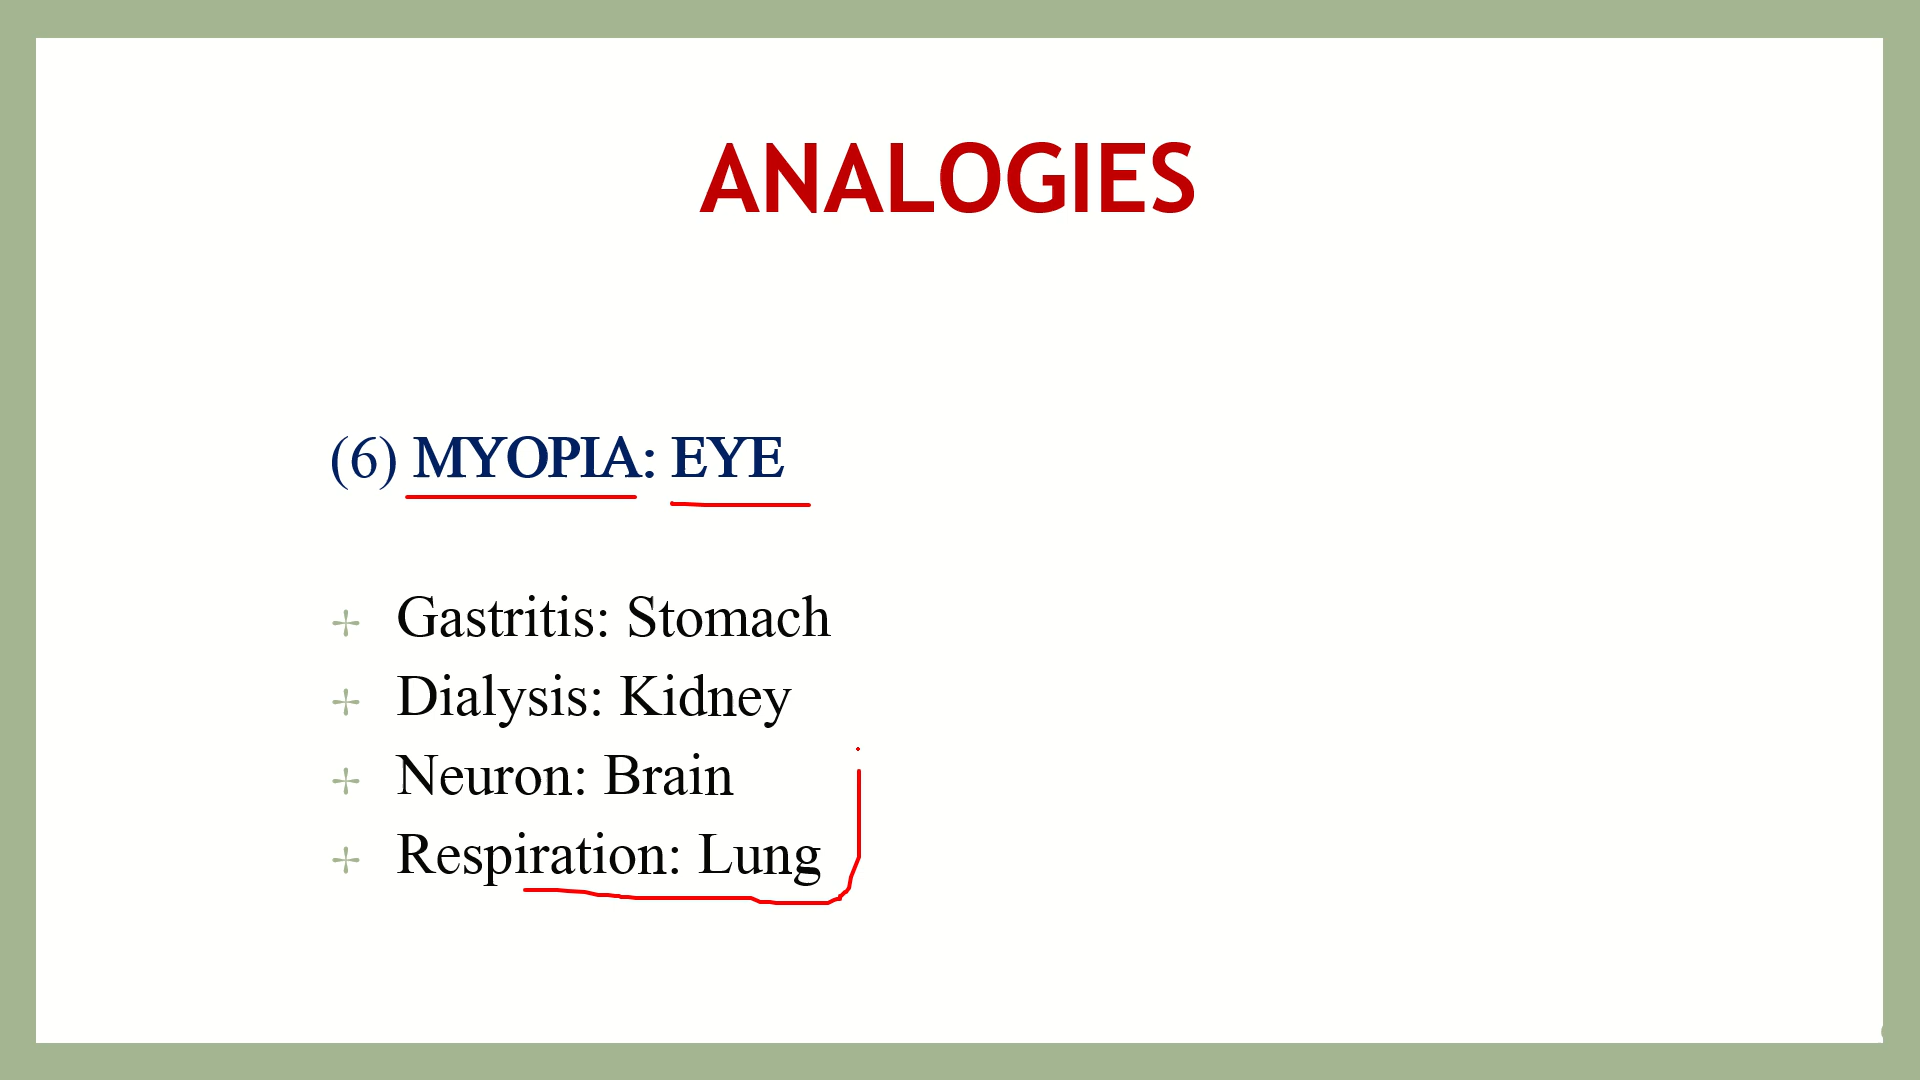 ANALOGIES
(6) MYOPIA: EYE
Gastritis: Stomach
Dialysis: Kidney
Neuron: Brain
Respiration: Lung